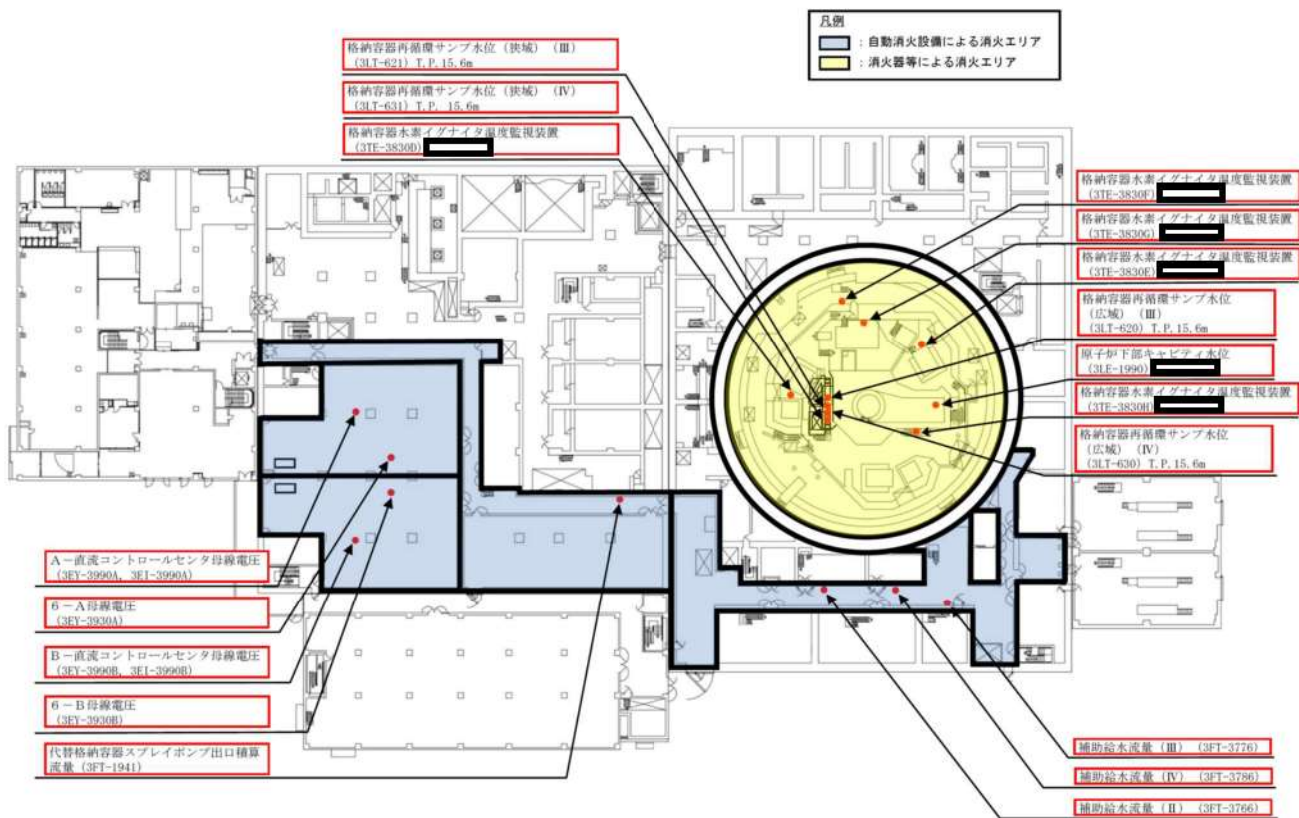 凡例
：自動消火設備による消火エリア
：消火器等による消火エリア
格納容器再循環サンプ水位（狭域）（Ⅲ）
(3LT-621) T.P.15.6m
格納容器再循環サンプ水位（狭域）（Ⅳ）
(3LT-631) T.P. 15.6m
格納容器水素イグナイタ温度監視装置
(3TE-3830D)
格納容器水素イグナイタ温度監視装置
(3TE-3830F)
格納容器水素イグナイタ温度監視装置
(3TE-3830G)
格納容器水素イグナイタ温度監視装置
(3TE-3830E)
格納容器再循環サンプ水位
（広域）（Ⅲ）
(3LT-620) T.P.15.6m
原子炉下部キャビティ水位
(3LE-1990)
格納容器水素イグナイタ温度監視装置
(3TE-3830H)
格納容器再循環サンプ水位
（広域）（Ⅳ）
(3LT-630) T.P.15.6m
A－直流コントロールセンタ母線電圧
(3EY-3990A, 3EI-3990A)
6－A母線電圧
(3EY-3930A)
B－直流コントロールセンタ母線電圧
(3EY-3990B, 3EI-3990B)
6－B母線電圧
(3EY-3930B)
代替格納容器スプレイポンプ出口積算
流量 (3FT-1941)
補助給水流量（Ⅲ） (3FT-3776)
補助給水流量（Ⅳ） (3FT-3786)
補助給水流量（Ⅱ） (3FT-3766)